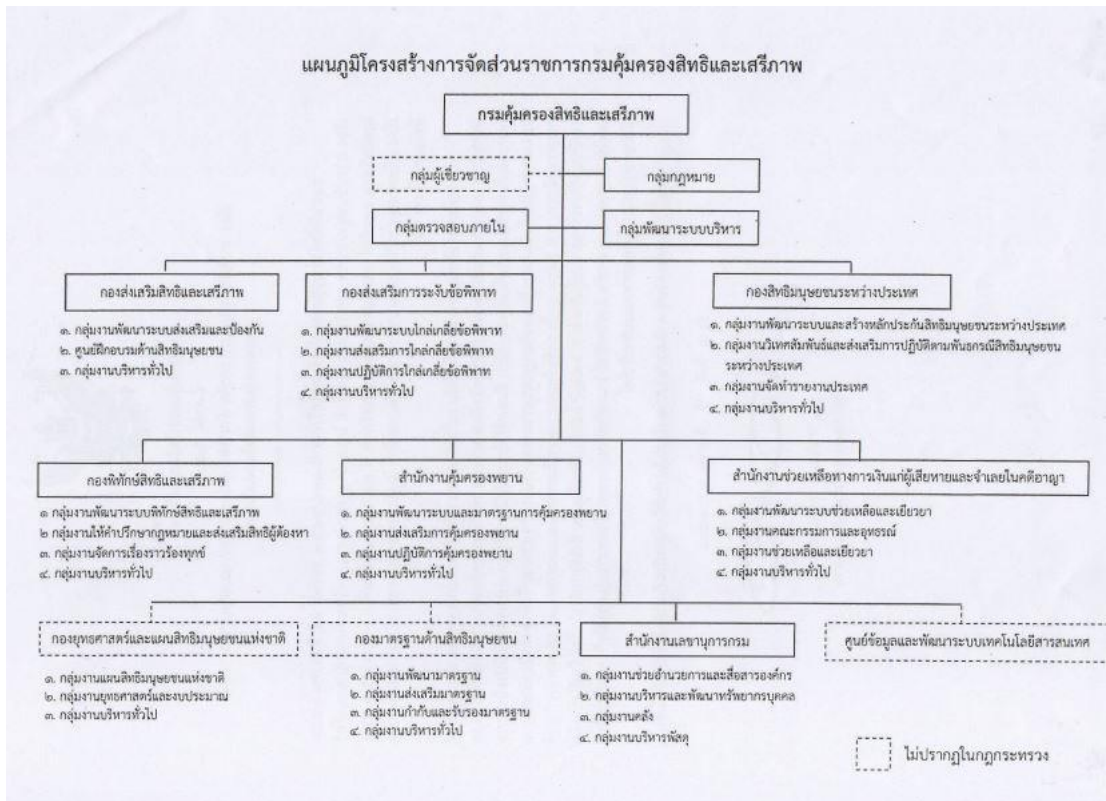 แผนภูมิโครงสร้างการจัดส่วนราชการกรมคุ้มครองสิทธิและเสรีภาพ
กรมคุ้มครองสิทธิและเสรีภาพ
กลุ่มผู้เชี่ยวชาญ
กลุ่มกฎหมาย
กลุ่มตรวจสอบภายใน
กลุ่มพัฒนาระบบบริหาร
กองส่งเสริมสิทธิและเสรีภาพ
๑. กลุ่มงานพัฒนาระบบส่งเสริมและป้องกัน
๒. ศูนย์ฝึกอบรมด้านสิทธิมนุษยชน
๓. กลุ่มงานบริหารทั่วไป
กองส่งเสริมการระงับข้อพิพาท
๑. กลุ่มงานพัฒนาระบบไกล่เกลี่ยข้อพิพาท
๒. กลุ่มงานส่งเสริมการไกล่เกลี่ยข้อพิพาท
๓. กลุ่มงานปฏิบัติการไกล่เกลี่ยข้อพิพาท
๔. กลุ่มงานบริหารทั่วไป
กองสิทธิมนุษยชนระหว่างประเทศ
๑. กลุ่มงานพัฒนาระบบและสร้างหลักประกันสิทธิมนุษยชนระหว่างประเทศ
๒. กลุ่มงานวิเทศสัมพันธ์และส่งเสริมการปฏิบัติตามพันธกรณีสิทธิมนุษยชน
ระหว่างประเทศ
๓. กลุ่มงานจัดทำรายงานประเทศ
๔. กลุ่มงานบริหารทั่วไป
กองพิทักษ์สิทธิและเสรีภาพ
๑ กลุ่มงานพัฒนาระบบพิทักษ์สิทธิและเสรีภาพ
๒ กลุ่มงานให้คำปรึกษากฎหมายและส่งเสริมสิทธิผู้ต้องหา
๓. กลุ่มงานจัดการเรื่องราวร้องทุกข์
๔. กลุ่มงานบริหารทั่วไป
สำนักงานคุ้มครองพยาน
๑. กลุ่มงานพัฒนาระบบและมาตรฐานการคุ้มครองพยาน
๒. กลุ่มงานส่งเสริมการคุ้มครองพยาน
๓. กลุ่มงานปฏิบัติการคุ้มครองพยาน
๔. กลุ่มงานบริหารทั่วไป
สำนักงานช่วยเหลือทางการเงินแก่ผู้เสียหายและจำเลยในคดีอาญา
๑. กลุ่มงานพัฒนาระบบช่วยเหลือและเยียวยา
๒. กลุ่มงานคณะกรรมการและอุทธรณ์
๓. กลุ่มงานช่วยเหลือและเยียวยา
๔. กลุ่มงานบริหารทั่วไป
กองยุทธศาสตร์และแผนสิทธิมนุษยชนแห่งชาติ
๑. กลุ่มงานแผนสิทธิมนุษยชนแห่งชาติ
๒. กลุ่มงานยุทธศาสตร์และงบประมาณ
๓. กลุ่มงานบริหารทั่วไป
กองมาตรฐานด้านสิทธิมนุษยชน
๑. กลุ่มงานพัฒนามาตรฐาน
๒. กลุ่มงานส่งเสริมมาตรฐาน
๓. กลุ่มงานกำกับและรับรองมาตรฐาน
๔. กลุ่มงานบริหารทั่วไป
สำนักงานเลขานุการกรม
๑. กลุ่มงานช่วยอำนวยการและสื่อสารองค์กร
๒. กลุ่มงานบริหารและพัฒนาทรัพยากรบุคคล
๓. กลุ่มงานคลัง
๔. กลุ่มงานบริหารพัสดุ
ศูนย์ข้อมูลและพัฒนาระบบเทคโนโลยีสารสนเทศ
ไม่ปรากฏในกฎกระทรวง